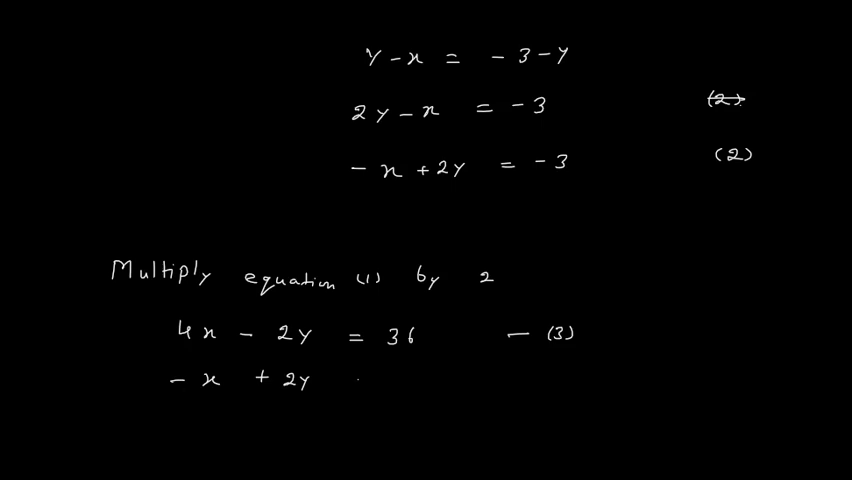 y - x = - 3 - y
2y - x = - 3 (2)
- x + 2y = - 3 (2)
Multiply equation (1) by 2
4x - 2y = 36 — (3)
- x + 2y